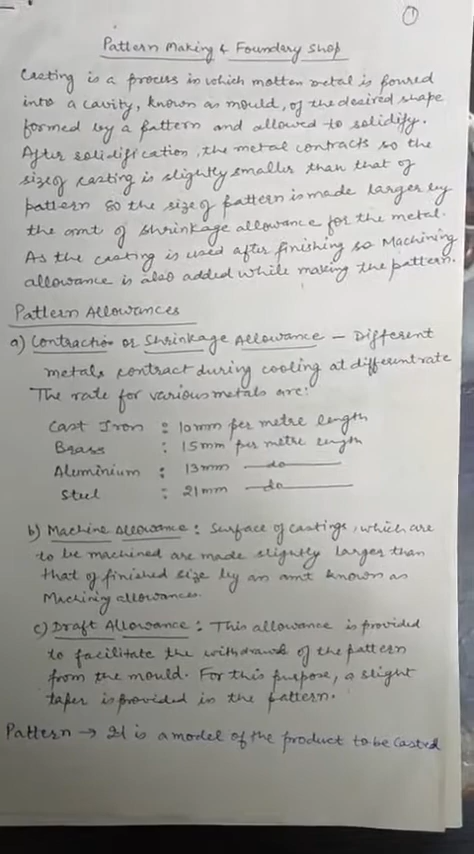 1
Pattern Making & Foundery Shop
Casting is a process in which molten metal is poured
into a cavity, known as mould, of the desired shape
formed by a pattern and allowed to solidify.
After solidification, the metal contracts so the
size of casting is slightly smaller than that of
pattern so the size of pattern is made larger by
the amt of shrinkage allowance for the metal.
As the casting is used after finishing so Machining
allowance is also added while making the pattern.
Pattern Allowances
a) Contraction or Shrinkage Allowance – Different
metals contract during cooling at different rate
The rate for various metals are:
Cast Iron : 10mm per metre length
Brass : 15mm per metre length
Aluminium : 13mm —do—
Steel : 21mm —do—
b) Machine Allowance : Surface of castings, which are
to be machined are made slightly larger than
that of finished size by an amt known as
Machining allowances.
c) Draft Allowance : This allowance is provided
to facilitate the withdrawal of the pattern
from the mould. For this purpose, a slight
taper is provided in the pattern.
Pattern → It is a model of the product to be casted